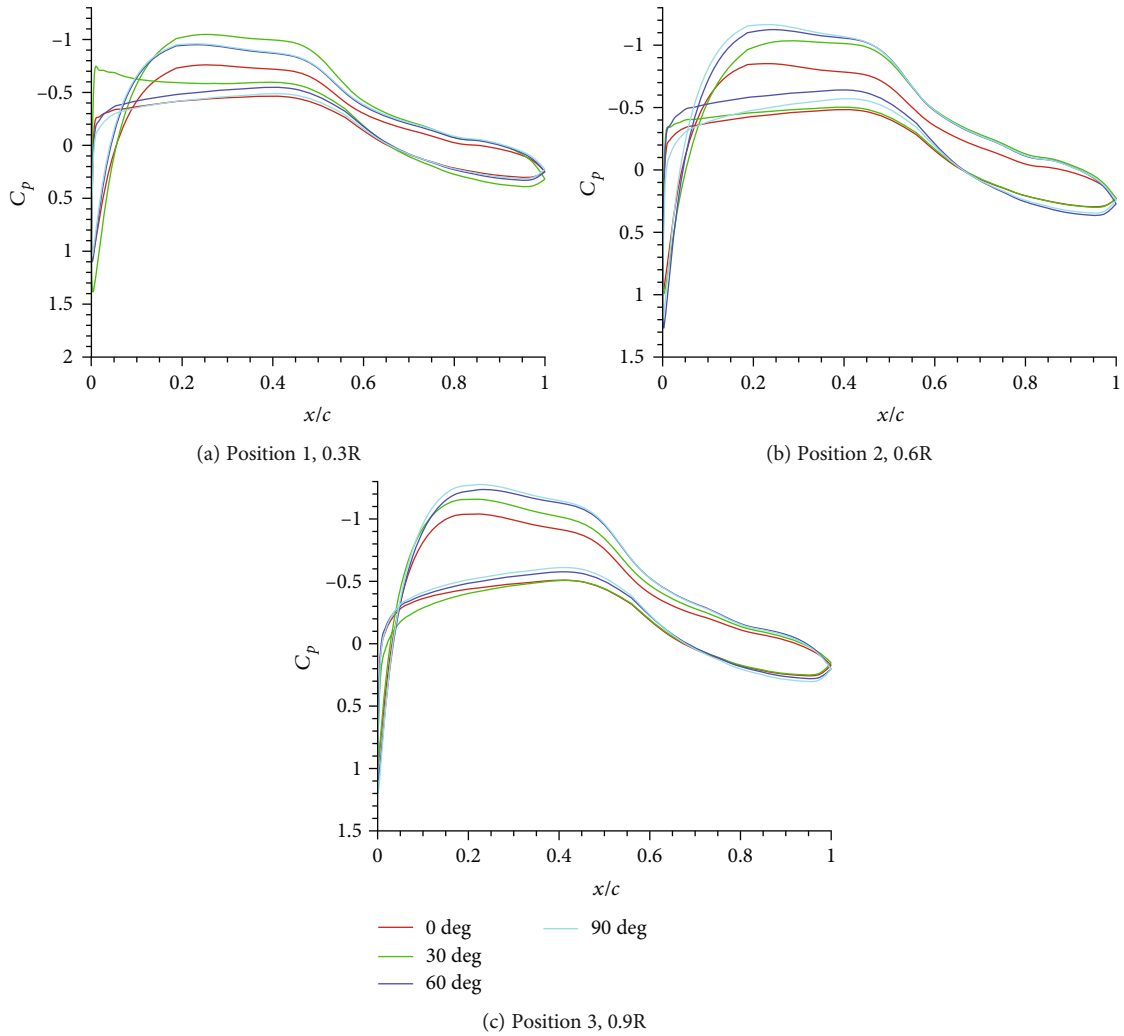 −1
−0.5
0
0.5
1
1.5
2
C_p
0 0.2 0.4 0.6 0.8 1
x/c
(a) Position 1, 0.3R
−1
−0.5
0
0.5
1
1.5
C_p
0 0.2 0.4 0.6 0.8 1
x/c
(b) Position 2, 0.6R
−1
−0.5
0
0.5
1
1.5
C_p
0 0.2 0.4 0.6 0.8 1
x/c
0 deg
30 deg
60 deg
90 deg
(c) Position 3, 0.9R